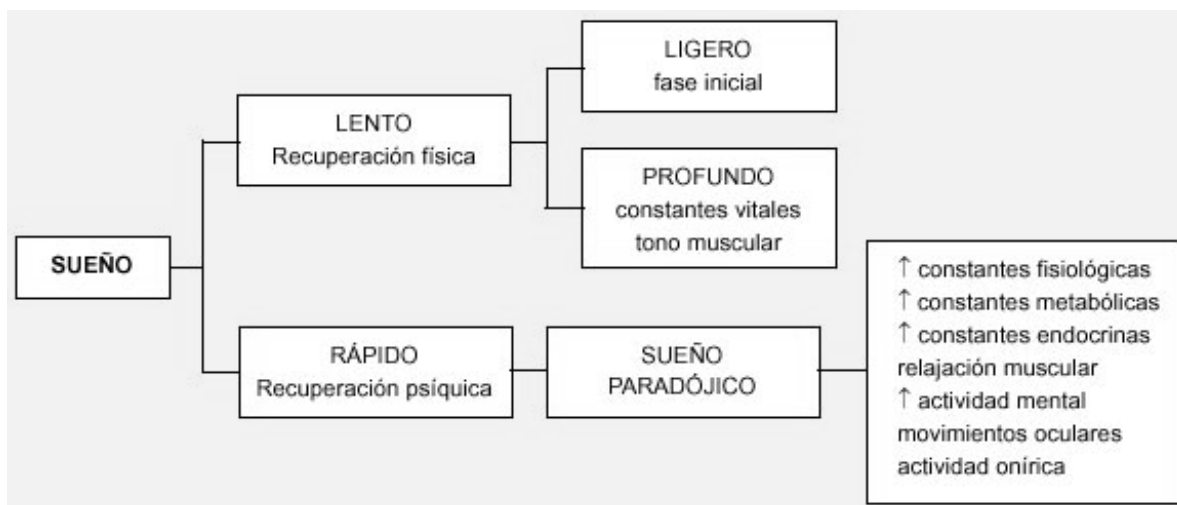 SUEÑO
LENTO
Recuperación física
LIGERO
fase inicial
PROFUNDO
constantes vitales
tono muscular
RÁPIDO
Recuperación psíquica
SUEÑO
PARADÓJICO
↑ constantes fisiológicas
↑ constantes metabólicas
↑ constantes endocrinas
relajación muscular
↑ actividad mental
movimientos oculares
actividad onírica